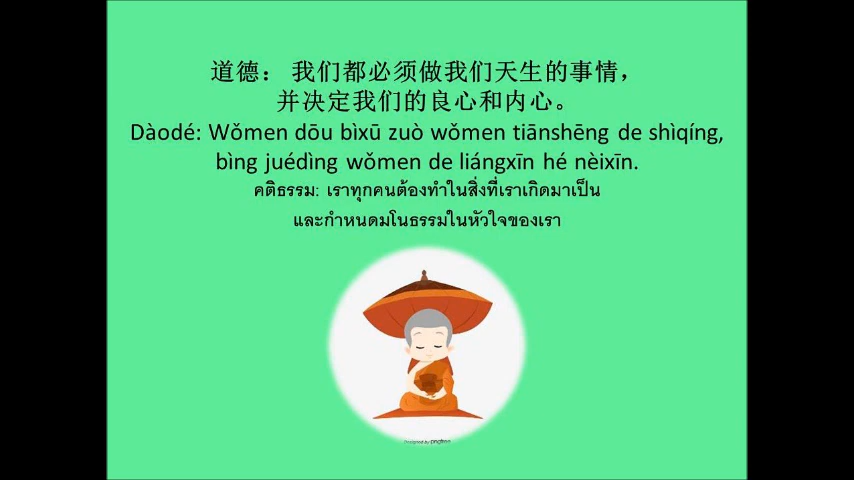 道德： 我们都必须做我们天生的事情，
并决定我们的良心和内心。
Dàodé: Wǒmen dōu bìxū zuò wǒmen tiānshēng de shìqíng,
bìng juédìng wǒmen de liángxīn hé nèixīn.
คติธรรม: เราทุกคนต้องทำในสิ่งที่เราเกิดมาเป็น
และกำหนดมโนธรรมในหัวใจของเรา
Designed by pngtree